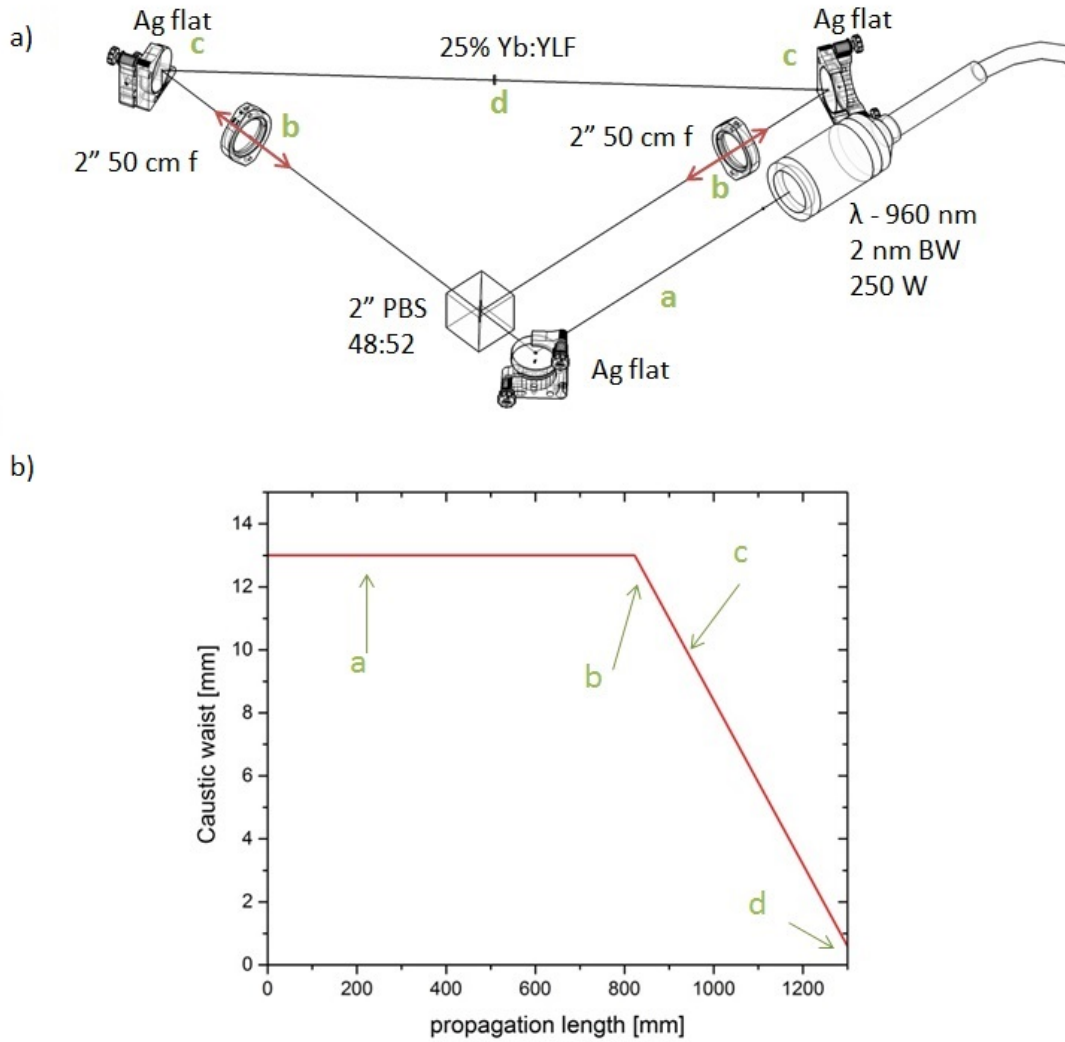 a)
Ag flat
c
25% Yb:YLF
d
Ag flat
c
b
2” 50 cm f
2” 50 cm f
b
λ - 960 nm
2 nm BW
250 W
a
2” PBS
48:52
Ag flat
b)
Caustic waist [mm]
14
12
10
8
6
4
2
0
a
b
c
d
0 200 400 600 800 1000 1200
propagation length [mm]